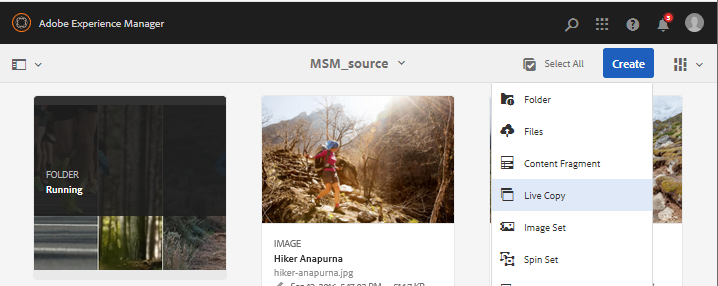 Adobe Experience Manager
5
MSM_source
Select All
Create
Folder
Files
Content Fragment
Live Copy
Image Set
Spin Set
FOLDER
Running
IMAGE
Hiker Anapurna
hiker-anapurna.jpg